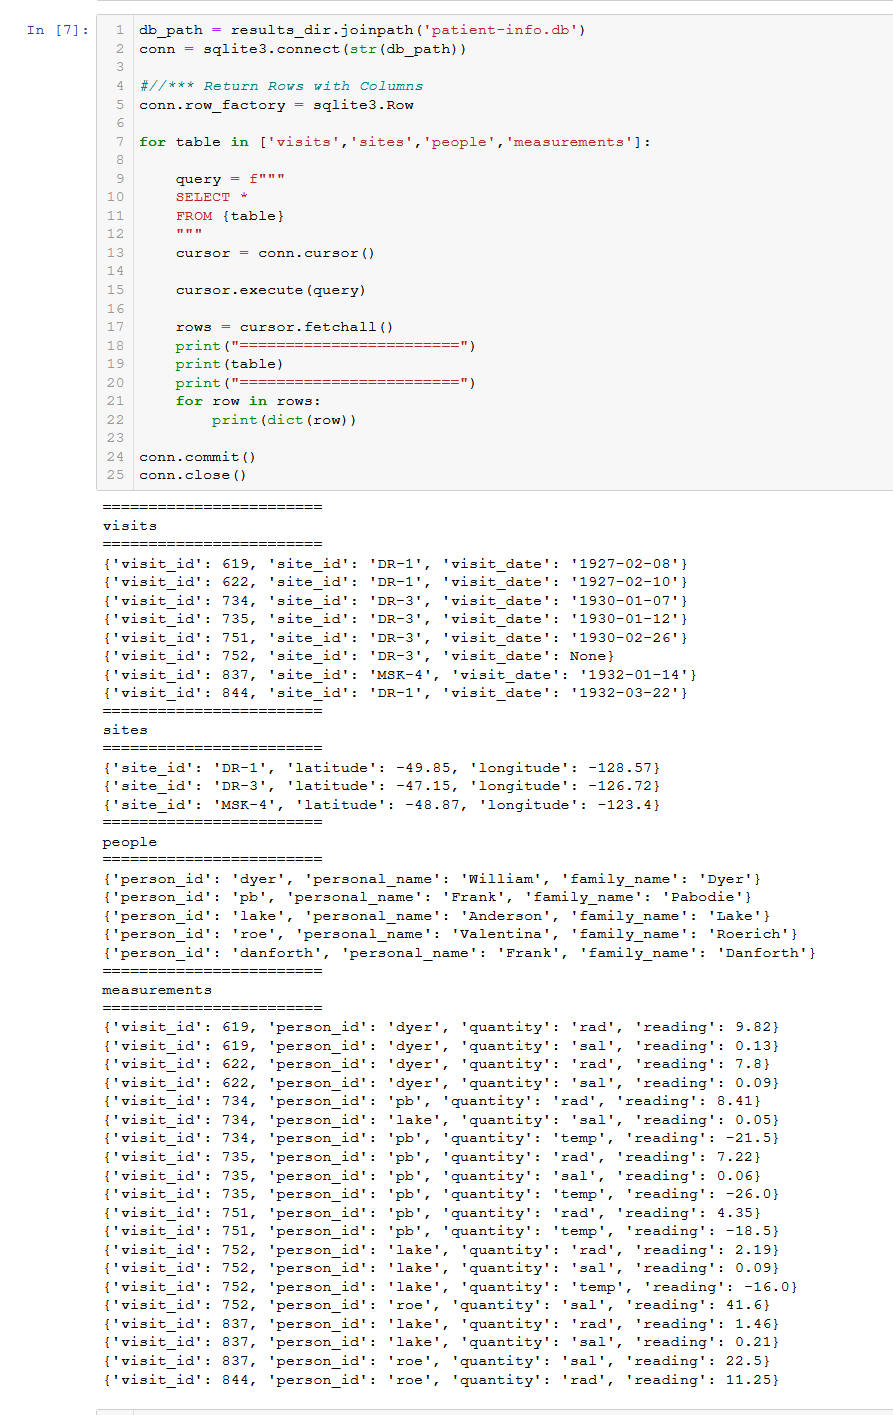 In [7]:
1 db_path = results_dir.joinpath('patient-info.db')
2 conn = sqlite3.connect(str(db_path))
3
4 #//*** Return Rows with Columns
5 conn.row_factory = sqlite3.Row
6
7 for table in ['visits','sites','people','measurements']:
8
9     query = f"""
10     SELECT *
11     FROM {table}
12     """
13     cursor = conn.cursor()
14
15     cursor.execute(query)
16
17     rows = cursor.fetchall()
18     print("========================")
19     print(table)
20     print("========================")
21     for row in rows:
22         print(dict(row))
23
24 conn.commit()
25 conn.close()
========================
visits
========================
{'visit_id': 619, 'site_id': 'DR-1', 'visit_date': '1927-02-08'}
{'visit_id': 622, 'site_id': 'DR-1', 'visit_date': '1927-02-10'}
{'visit_id': 734, 'site_id': 'DR-3', 'visit_date': '1930-01-07'}
{'visit_id': 735, 'site_id': 'DR-3', 'visit_date': '1930-01-12'}
{'visit_id': 751, 'site_id': 'DR-3', 'visit_date': '1930-02-26'}
{'visit_id': 752, 'site_id': 'DR-3', 'visit_date': None}
{'visit_id': 837, 'site_id': 'MSK-4', 'visit_date': '1932-01-14'}
{'visit_id': 844, 'site_id': 'DR-1', 'visit_date': '1932-03-22'}
========================
sites
========================
{'site_id': 'DR-1', 'latitude': -49.85, 'longitude': -128.57}
{'site_id': 'DR-3', 'latitude': -47.15, 'longitude': -126.72}
{'site_id': 'MSK-4', 'latitude': -48.87, 'longitude': -123.4}
========================
people
========================
{'person_id': 'dyer', 'personal_name': 'William', 'family_name': 'Dyer'}
{'person_id': 'pb', 'personal_name': 'Frank', 'family_name': 'Pabodie'}
{'person_id': 'lake', 'personal_name': 'Anderson', 'family_name': 'Lake'}
{'person_id': 'roe', 'personal_name': 'Valentina', 'family_name': 'Roerich'}
{'person_id': 'danforth', 'personal_name': 'Frank', 'family_name': 'Danforth'}
========================
measurements
========================
{'visit_id': 619, 'person_id': 'dyer', 'quantity': 'rad', 'reading': 9.82}
{'visit_id': 619, 'person_id': 'dyer', 'quantity': 'sal', 'reading': 0.13}
{'visit_id': 622, 'person_id': 'dyer', 'quantity': 'rad', 'reading': 7.8}
{'visit_id': 622, 'person_id': 'dyer', 'quantity': 'sal', 'reading': 0.09}
{'visit_id': 734, 'person_id': 'pb', 'quantity': 'rad', 'reading': 8.41}
{'visit_id': 734, 'person_id': 'lake', 'quantity': 'sal', 'reading': 0.05}
{'visit_id': 734, 'person_id': 'pb', 'quantity': 'temp', 'reading': -21.5}
{'visit_id': 735, 'person_id': 'pb', 'quantity': 'rad', 'reading': 7.22}
{'visit_id': 735, 'person_id': 'pb', 'quantity': 'sal', 'reading': 0.06}
{'visit_id': 735, 'person_id': 'pb', 'quantity': 'temp', 'reading': -26.0}
{'visit_id': 751, 'person_id': 'pb', 'quantity': 'rad', 'reading': 4.35}
{'visit_id': 751, 'person_id': 'pb', 'quantity': 'temp', 'reading': -18.5}
{'visit_id': 752, 'person_id': 'lake', 'quantity': 'rad', 'reading': 2.19}
{'visit_id': 752, 'person_id': 'lake', 'quantity': 'sal', 'reading': 0.09}
{'visit_id': 752, 'person_id': 'lake', 'quantity': 'temp', 'reading': -16.0}
{'visit_id': 752, 'person_id': 'roe', 'quantity': 'sal', 'reading': 41.6}
{'visit_id': 837, 'person_id': 'lake', 'quantity': 'rad', 'reading': 1.46}
{'visit_id': 837, 'person_id': 'lake', 'quantity': 'sal', 'reading': 0.21}
{'visit_id': 837, 'person_id': 'roe', 'quantity': 'sal', 'reading': 22.5}
{'visit_id': 844, 'person_id': 'roe', 'quantity': 'rad', 'reading': 11.25}